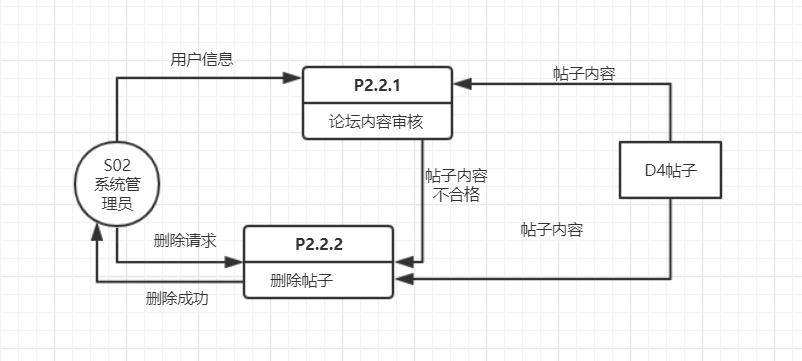 用户信息
P2.2.1
论坛内容审核
帖子内容
S02
系统管
理员
帖子内容
不合格
D4帖子
删除请求
P2.2.2
删除帖子
帖子内容
删除成功